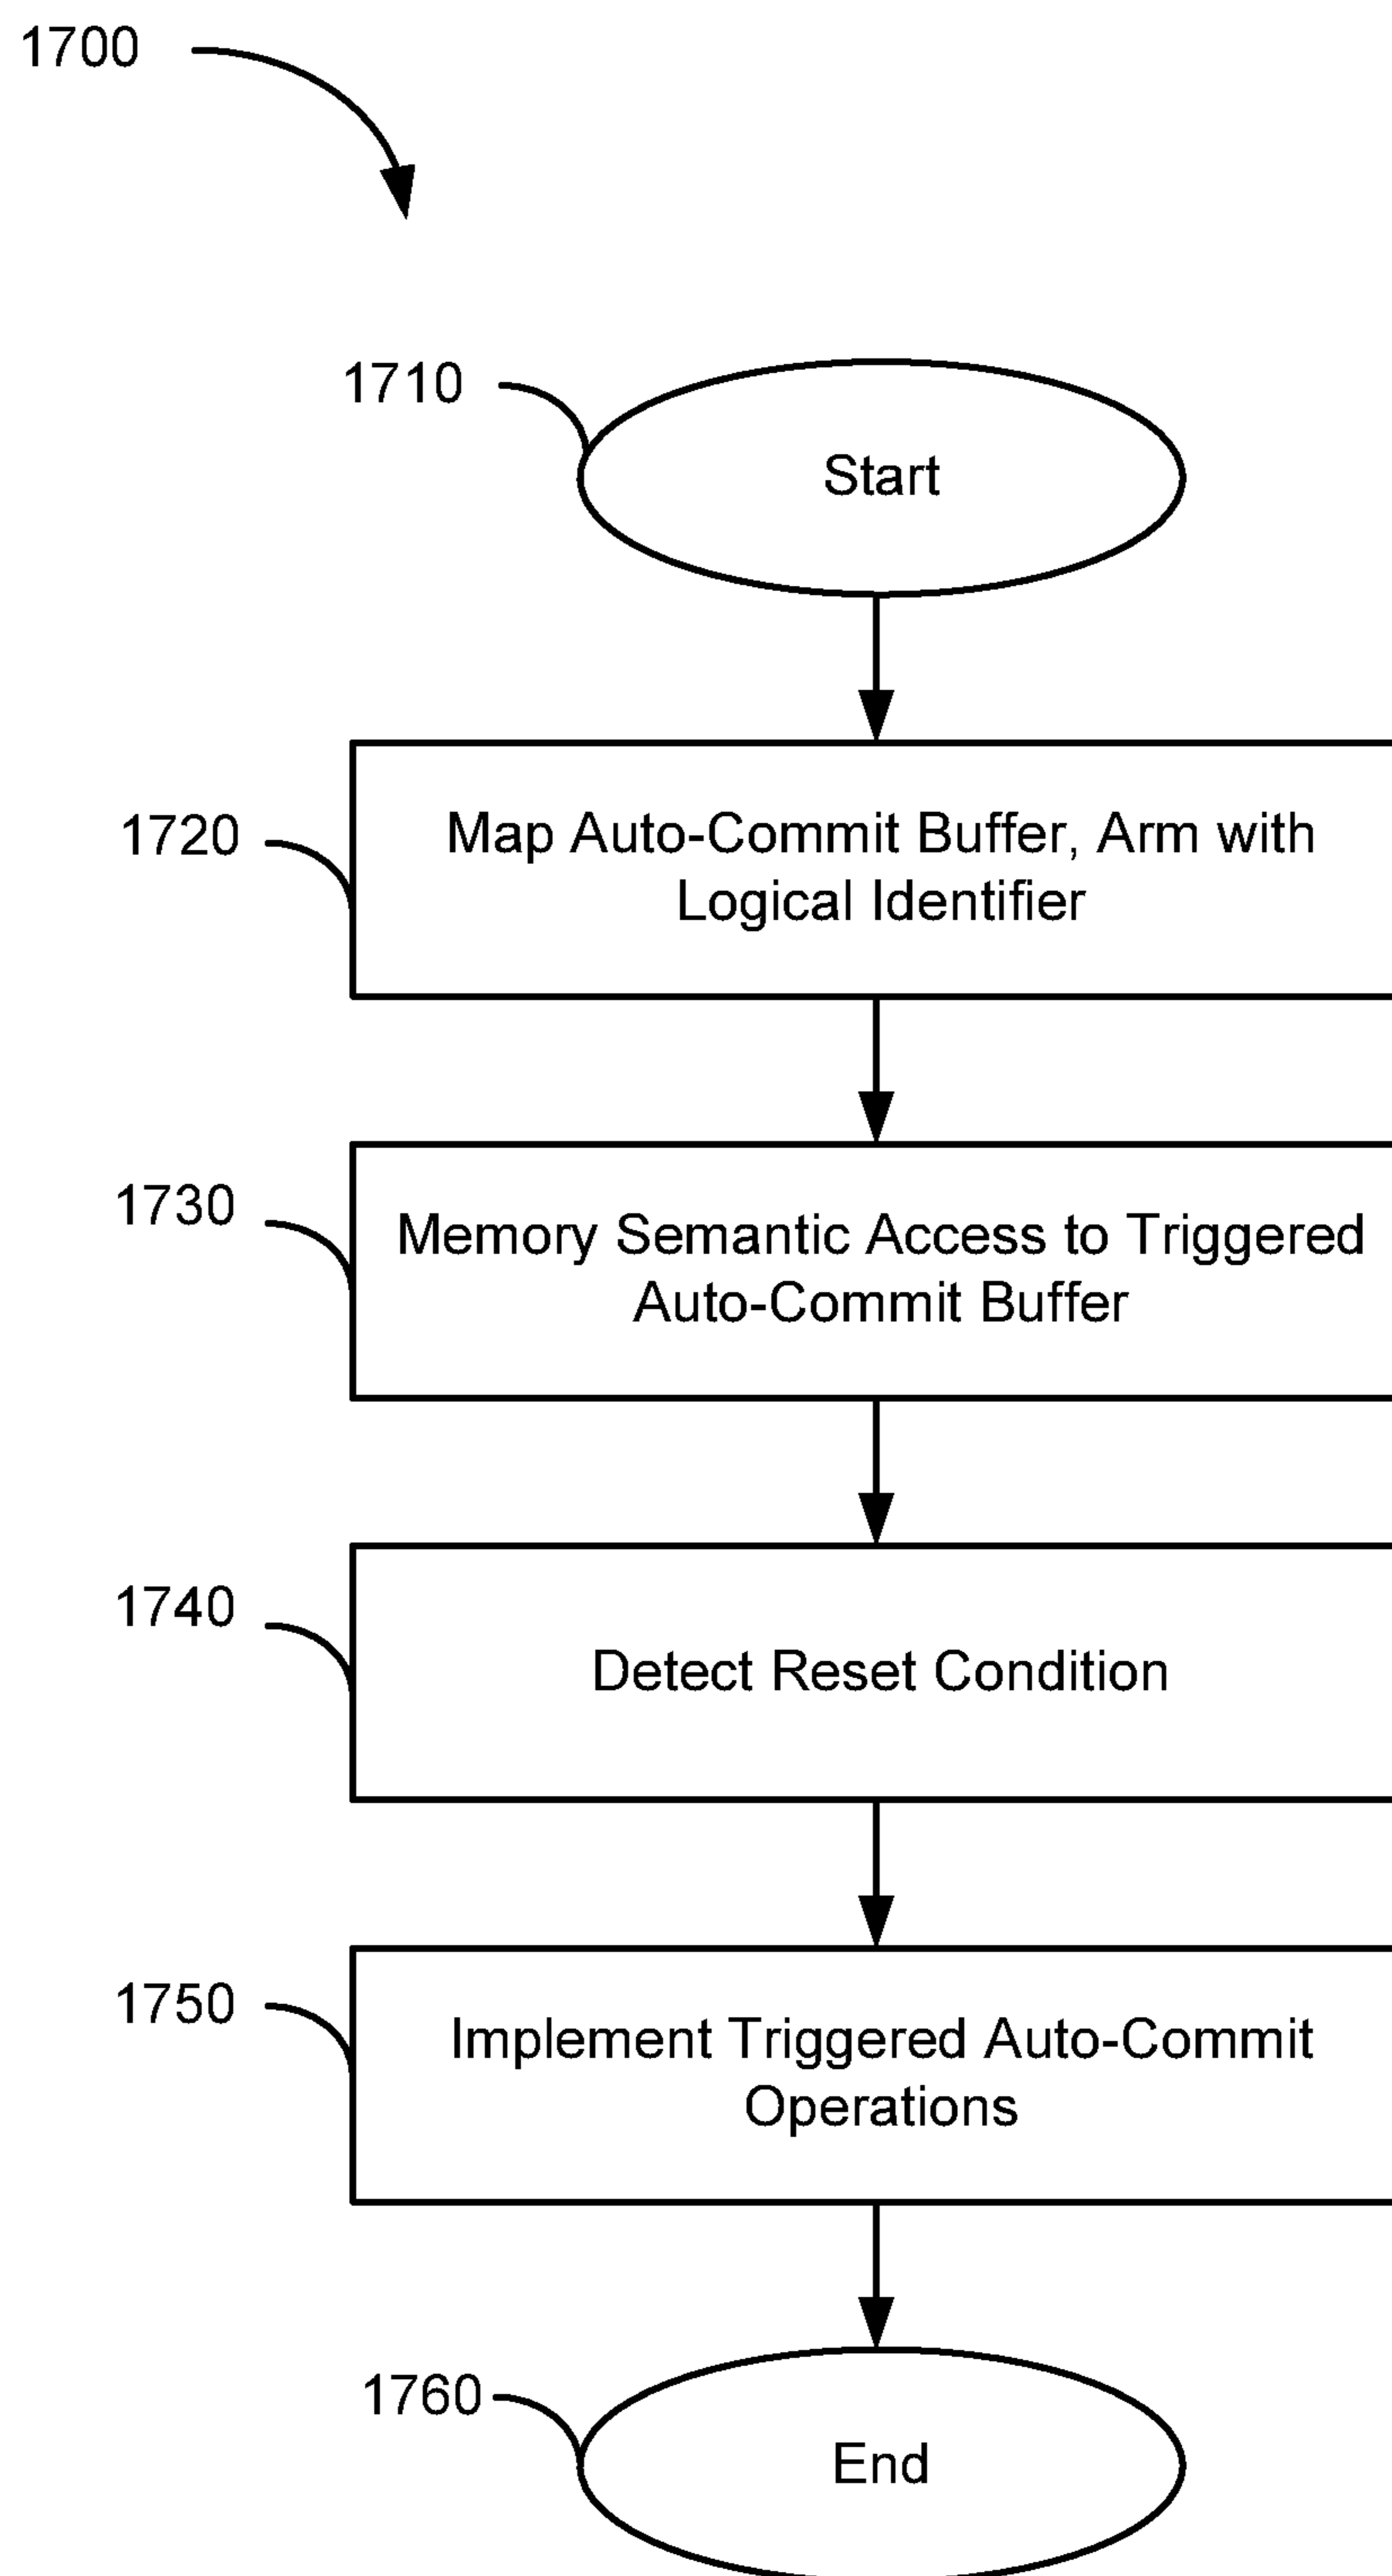 1700
1710
Start
1720
Map Auto-Commit Buffer, Arm with
Logical Identifier
1730
Memory Semantic Access to Triggered
Auto-Commit Buffer
1740
Detect Reset Condition
1750
Implement Triggered Auto-Commit
Operations
1760
End